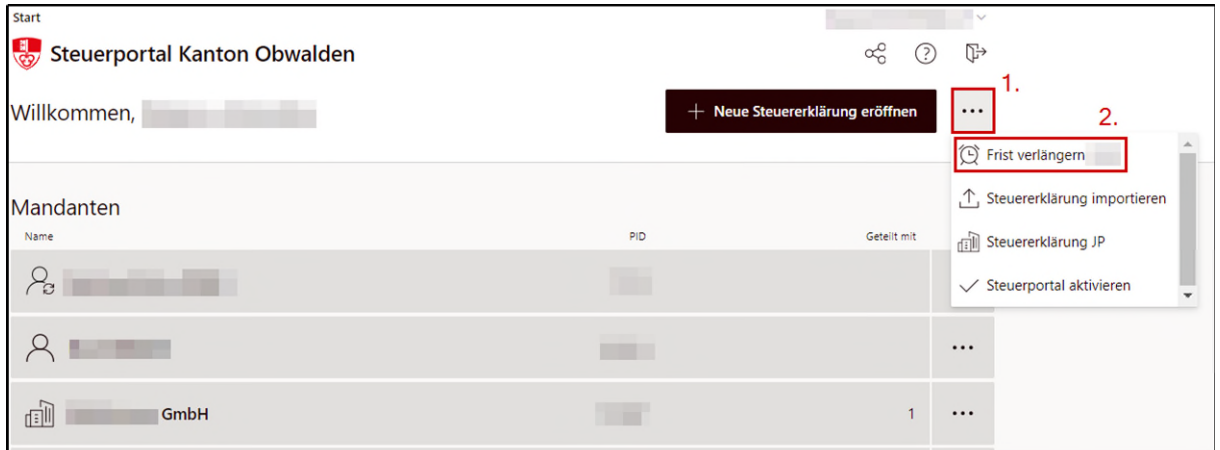 Start
Steuerportal Kanton Obwalden
1.
Willkommen,
+ Neue Steuererklärung eröffnen
2.
Frist verlängern
Steuererklärung importieren
Mandanten
Name PID Geteilt mit
Steuererklärung JP
Steuerportal aktivieren
GmbH 1